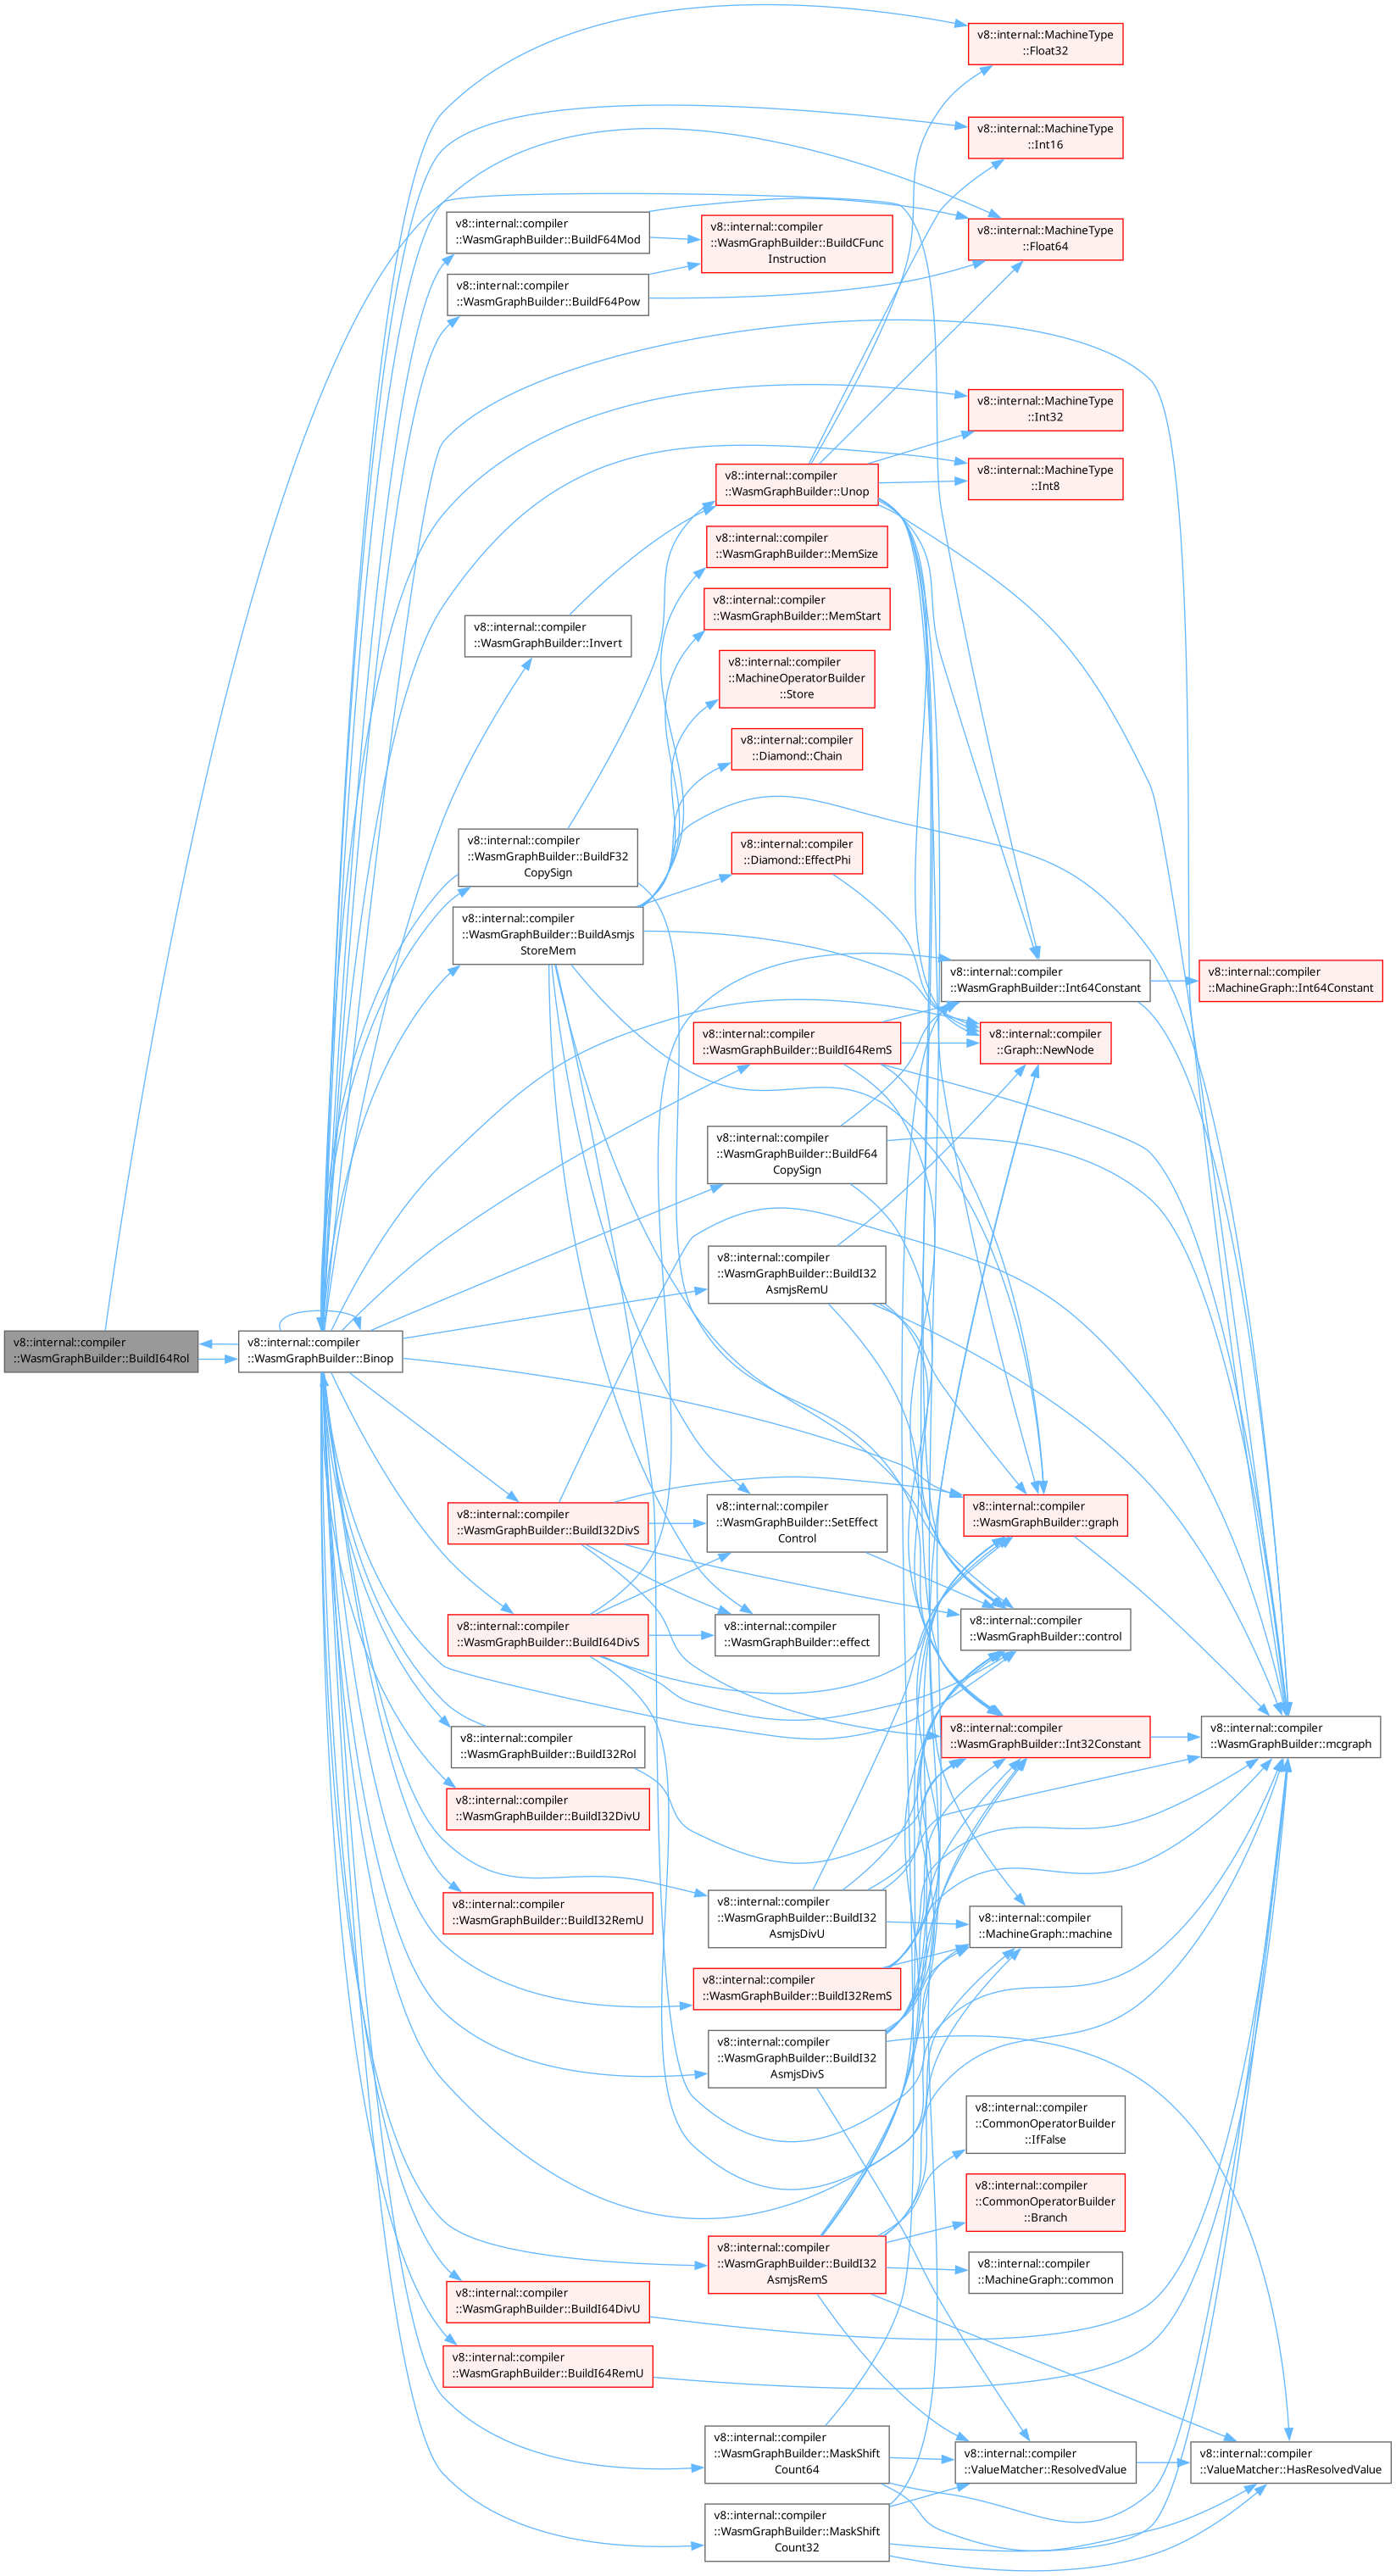 v8::internal::MachineType
::Float32
v8::internal::MachineType
::Int16
v8::internal::compiler
::WasmGraphBuilder::BuildF64Mod
v8::internal::compiler
::WasmGraphBuilder::BuildCFunc
Instruction
v8::internal::MachineType
::Float64
v8::internal::compiler
::WasmGraphBuilder::BuildF64Pow
v8::internal::MachineType
::Int32
v8::internal::compiler
::WasmGraphBuilder::Unop
v8::internal::MachineType
::Int8
v8::internal::compiler
::WasmGraphBuilder::MemSize
v8::internal::compiler
::WasmGraphBuilder::MemStart
v8::internal::compiler
::WasmGraphBuilder::Invert
v8::internal::compiler
::MachineOperatorBuilder
::Store
v8::internal::compiler
::Diamond::Chain
v8::internal::compiler
::WasmGraphBuilder::BuildF32
CopySign
v8::internal::compiler
::Diamond::EffectPhi
v8::internal::compiler
::WasmGraphBuilder::BuildAsmjs
StoreMem
v8::internal::compiler
::WasmGraphBuilder::Int64Constant
v8::internal::compiler
::MachineGraph::Int64Constant
v8::internal::compiler
::WasmGraphBuilder::BuildI64RemS
v8::internal::compiler
::Graph::NewNode
v8::internal::compiler
::WasmGraphBuilder::BuildF64
CopySign
v8::internal::compiler
::WasmGraphBuilder::BuildI32
AsmjsRemU
v8::internal::compiler
::WasmGraphBuilder::BuildI64Rol
v8::internal::compiler
::WasmGraphBuilder::Binop
v8::internal::compiler
::WasmGraphBuilder::BuildI32DivS
v8::internal::compiler
::WasmGraphBuilder::SetEffect
Control
v8::internal::compiler
::WasmGraphBuilder::graph
v8::internal::compiler
::WasmGraphBuilder::BuildI64DivS
v8::internal::compiler
::WasmGraphBuilder::effect
v8::internal::compiler
::WasmGraphBuilder::control
v8::internal::compiler
::WasmGraphBuilder::BuildI32Rol
v8::internal::compiler
::WasmGraphBuilder::Int32Constant
v8::internal::compiler
::WasmGraphBuilder::mcgraph
v8::internal::compiler
::WasmGraphBuilder::BuildI32DivU
v8::internal::compiler
::WasmGraphBuilder::BuildI32RemU
v8::internal::compiler
::WasmGraphBuilder::BuildI32
AsmjsDivU
v8::internal::compiler
::MachineGraph::machine
v8::internal::compiler
::WasmGraphBuilder::BuildI32RemS
v8::internal::compiler
::WasmGraphBuilder::BuildI32
AsmjsDivS
v8::internal::compiler
::CommonOperatorBuilder
::IfFalse
v8::internal::compiler
::CommonOperatorBuilder
::Branch
v8::internal::compiler
::WasmGraphBuilder::BuildI32
AsmjsRemS
v8::internal::compiler
::MachineGraph::common
v8::internal::compiler
::WasmGraphBuilder::BuildI64DivU
v8::internal::compiler
::WasmGraphBuilder::BuildI64RemU
v8::internal::compiler
::WasmGraphBuilder::MaskShift
Count64
v8::internal::compiler
::ValueMatcher::ResolvedValue
v8::internal::compiler
::ValueMatcher::HasResolvedValue
v8::internal::compiler
::WasmGraphBuilder::MaskShift
Count32